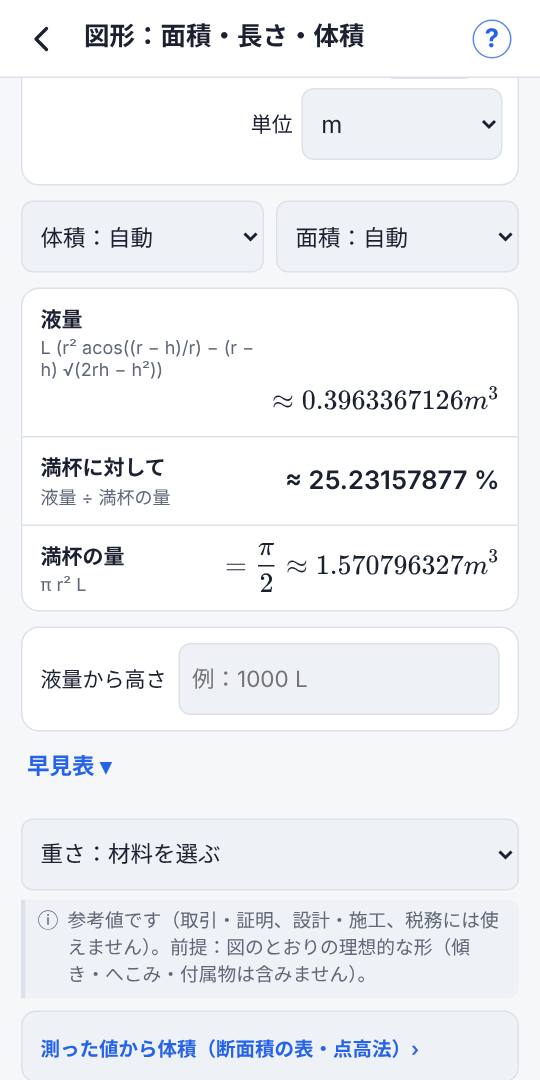 図形：面積・長さ・体積
?
単位
m
体積：自動
面積：自動
液量
L (r² acos((r − h)/r) − (r −
h) √(2rh − h²))
≈ 0.3963367126m³
満杯に対して
液量 ÷ 満杯の量
≈ 25.23157877 %
満杯の量
π r² L
= π/2 ≈ 1.570796327m³
液量から高さ
例：1000 L
早見表 ▾
重さ：材料を選ぶ
ⓘ 参考値です（取引・証明、設計・施工、税務には使
えません）。前提：図のとおりの理想的な形（傾
き・へこみ・付属物は含みません）。
測った値から体積（断面積の表・点高法）›